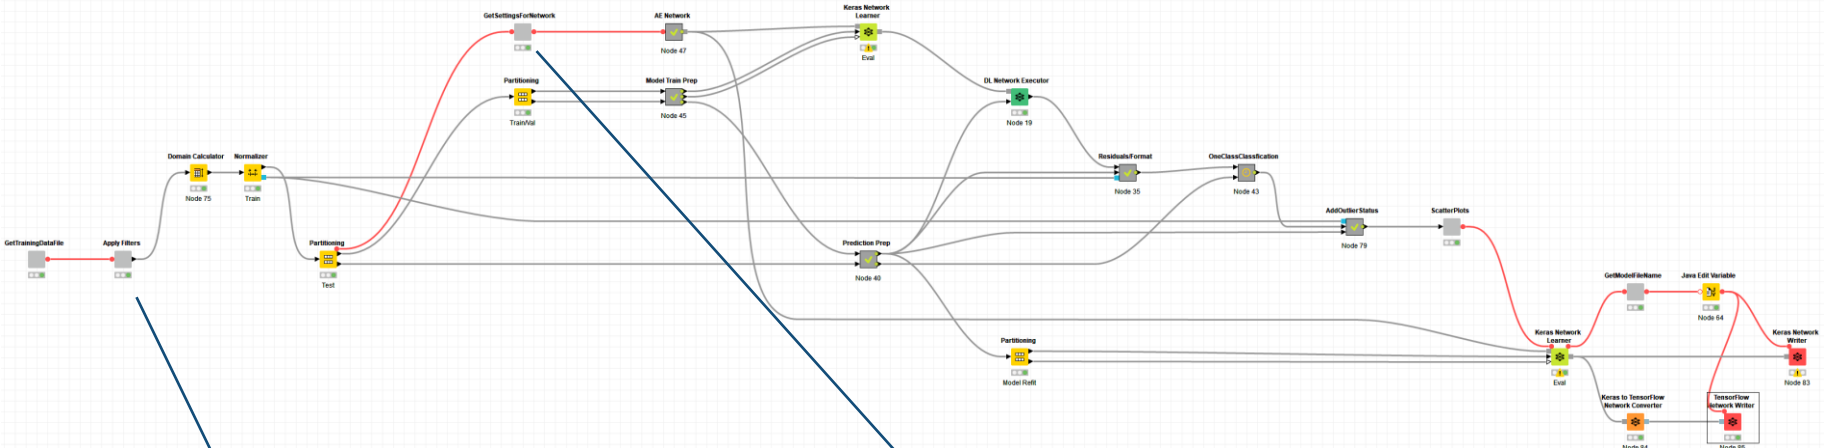 GetSettingsForNetwork
AE Network
Node 47
Keras Network
Learner
Eval
Partitioning
Train/Val
Model Train Prep
Node 45
DL Network Executor
Node 19
Domain Calculator
Node 75
Normalizer
Train
Residuals/Format
Node 35
OneClassClassfication
Node 43
GetTrainingDataFile
Apply Filters
Partitioning
Test
Prediction Prep
Node 40
AddOutlierStatus
Node 79
ScatterPlots
GetModelFileName
Java Edit Variable
Node 64
Partitioning
Model Refit
Keras Network
Learner
Eval
Keras Network
Writer
Node 83
Keras to TensorFlow
Network Converter
TensorFlow
Network Writer